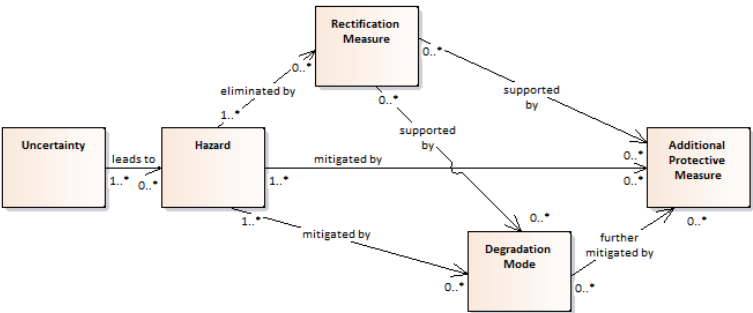 Rectification
Measure
0..*
0..*
eliminated by
0..*
supported
by
1..*
supported
by
Uncertainty
Hazard
Additional
Protective
Measure
leads to
mitigated by
0..*
1..*
0..*
1..*
0..*
1..*
mitigated by
0..*
0..*
Degradation
Mode
further
mitigated by
0..*
0..*